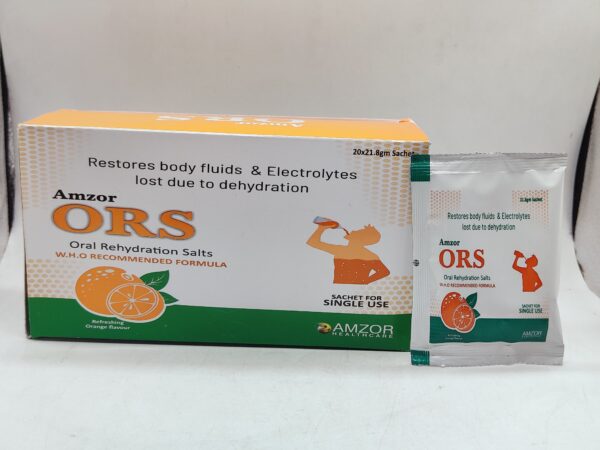 20x21.8gm Sachet
Restores body fluids & Electrolytes
lost due to dehydration
Amzor
ORS
Oral Rehydration Salts
W.H.O RECOMMENDED FORMULA
SACHET FOR
SINGLE USE
Refreshing
Orange flavour
AMZOR
HEALTHCARE
21.8gm Sachet
Restores body fluids & Electrolytes
lost due to dehydration
Amzor
ORS
Oral Rehydration Salts
W.H.O RECOMMENDED FORMULA
SACHET FOR
SINGLE USE
AMZOR